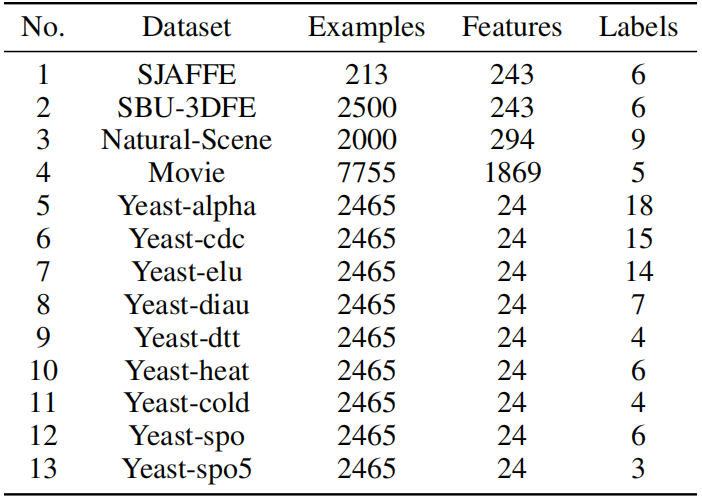 No. Dataset Examples Features Labels
1 SJAFFE 213 243 6
2 SBU-3DFE 2500 243 6
3 Natural-Scene 2000 294 9
4 Movie 7755 1869 5
5 Yeast-alpha 2465 24 18
6 Yeast-cdc 2465 24 15
7 Yeast-elu 2465 24 14
8 Yeast-diau 2465 24 7
9 Yeast-dtt 2465 24 4
10 Yeast-heat 2465 24 6
11 Yeast-cold 2465 24 4
12 Yeast-spo 2465 24 6
13 Yeast-spo5 2465 24 3